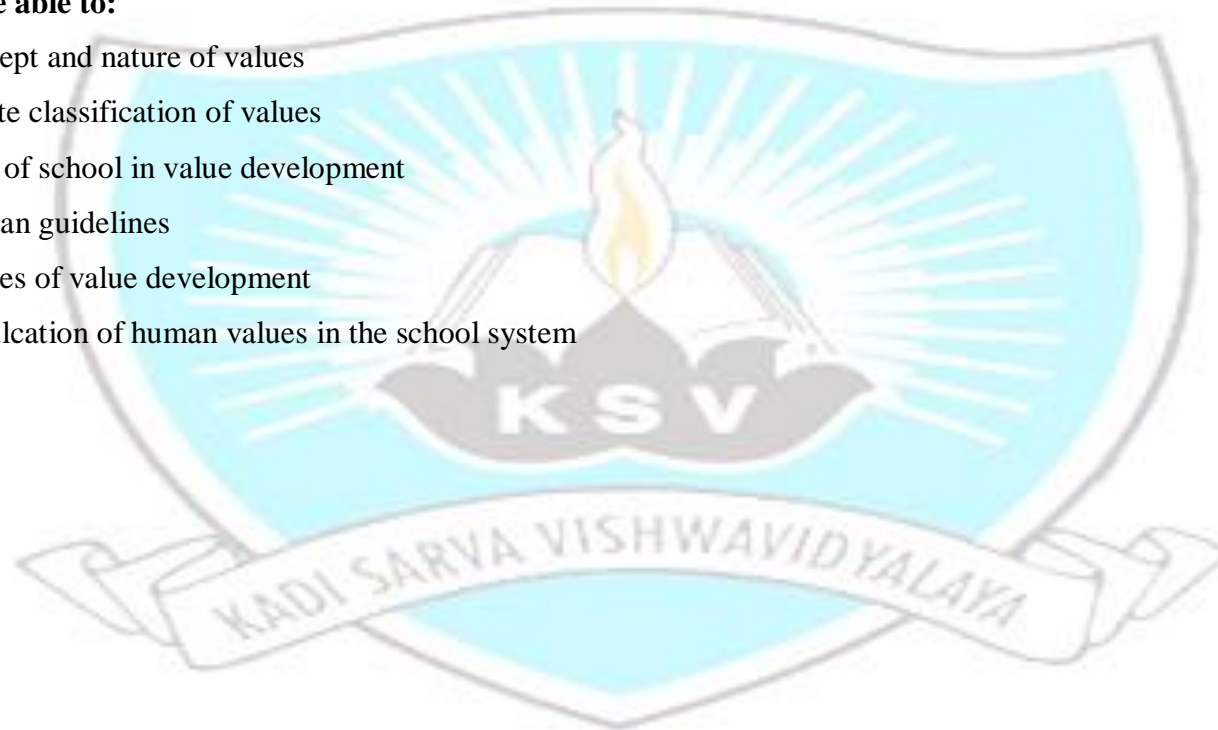 e able to:
ept and nature of values
te classification of values
of school in value development
an guidelines
es of value development
ulcation of human values in the school system
KSV
KADI SARVA VISHWAVIDYALAYA